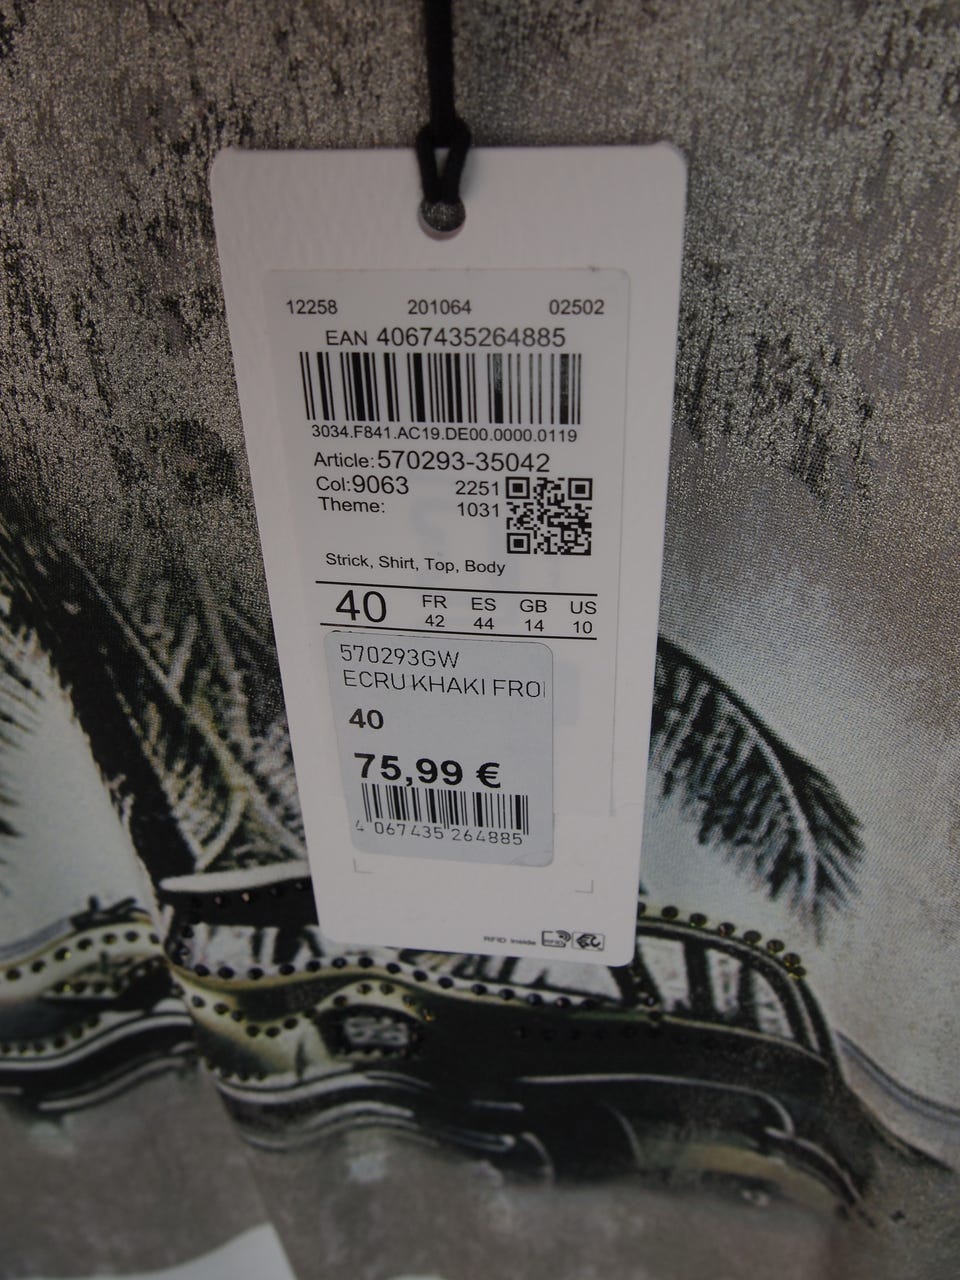 12258 201064 02502
EAN 4067435264885
3034.F841.AC19.DE00.0000.0119
Article:570293-35042
Col:9063 2251
Theme: 1031
Strick, Shirt, Top, Body
40 FR 42 ES 44 GB 14 US 10
570293GW
ECRU KHAKI FRO
40
75,99 €
4 067435 264885
RFID Inside